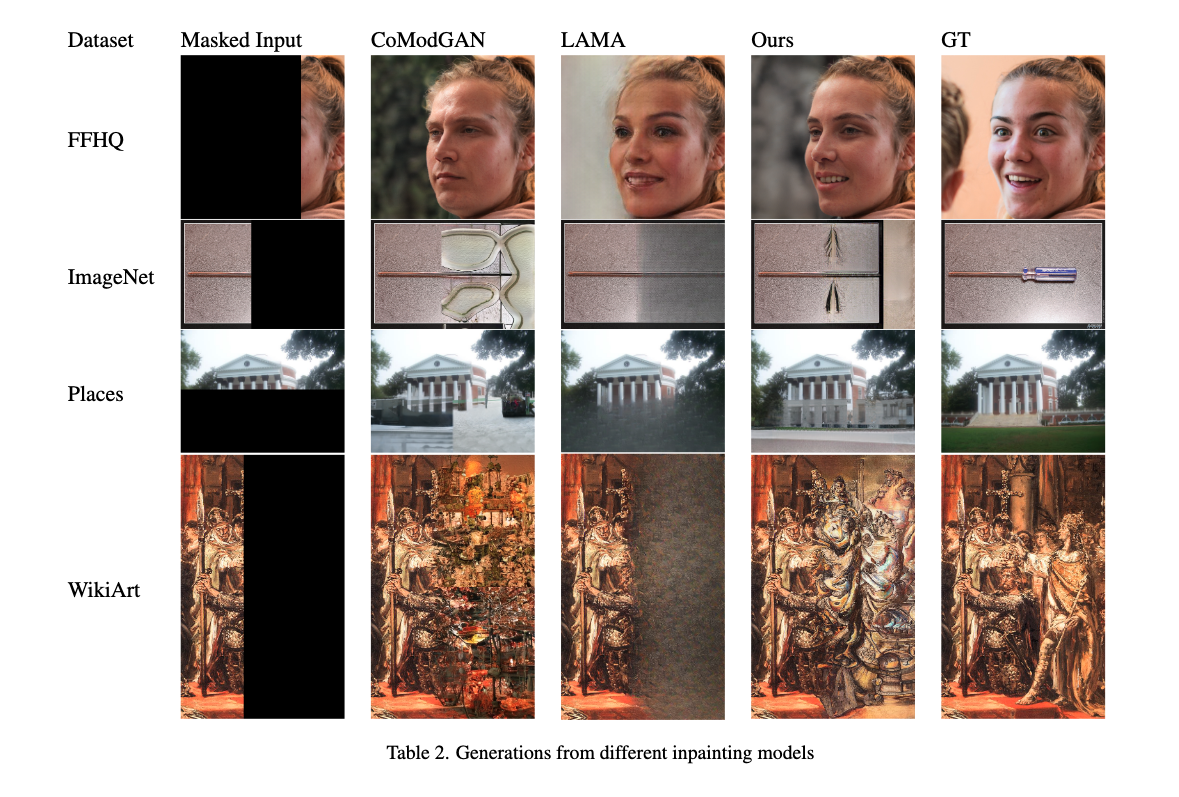 Dataset Masked Input CoModGAN LAMA Ours GT
FFHQ
ImageNet
Places
WikiArt
Table 2. Generations from different inpainting models